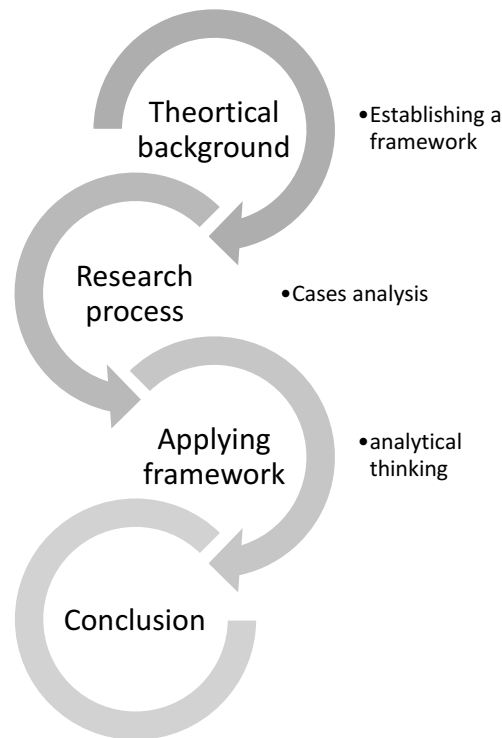 Theortical
background
•Establishing a
framework
Research
process
•Cases analysis
Applying
framework
•analytical
thinking
Conclusion